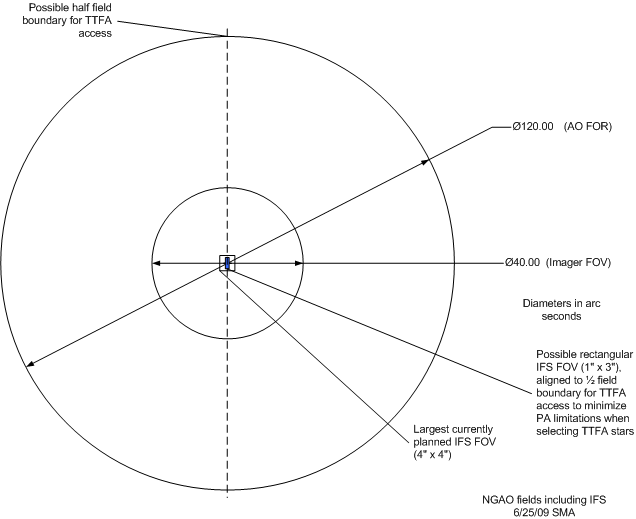 Possible half field
boundary for TTFA
access
Ø120.00 (AO FOR)
Ø40.00 (Imager FOV)
Diameters in arc
seconds
Possible rectangular
IFS FOV (1" x 3"),
aligned to ½ field
boundary for TTFA
access to minimize
PA limitations when
selecting TTFA stars
Largest currently
planned IFS FOV
(4" x 4")
NGAO fields including IFS
6/25/09 SMA